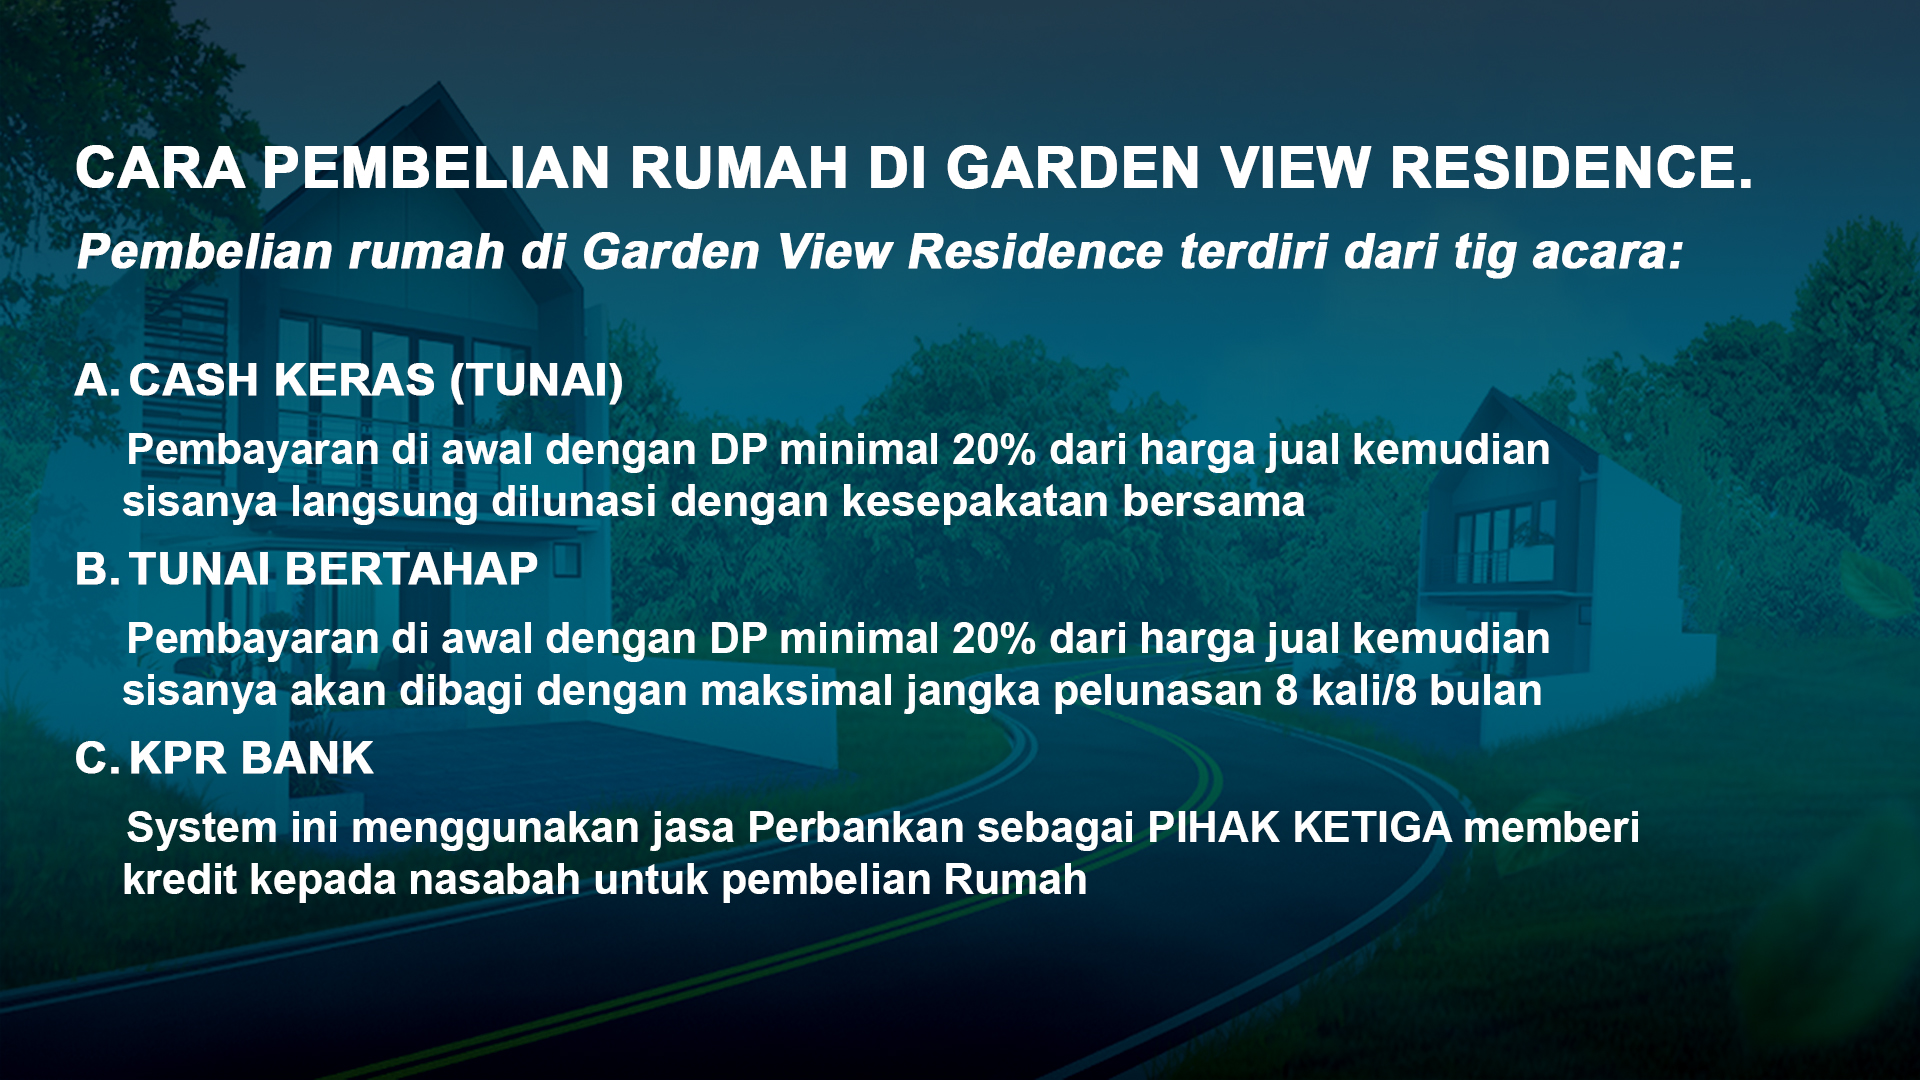 CARA PEMBELIAN RUMAH DI GARDEN VIEW RESIDENCE.
Pembelian rumah di Garden View Residence terdiri dari tig acara:
A. CASH KERAS (TUNAI)
Pembayaran di awal dengan DP minimal 20% dari harga jual kemudian
sisanya langsung dilunasi dengan kesepakatan bersama
B. TUNAI BERTAHAP
Pembayaran di awal dengan DP minimal 20% dari harga jual kemudian
sisanya akan dibagi dengan maksimal jangka pelunasan 8 kali/8 bulan
C. KPR BANK
System ini menggunakan jasa Perbankan sebagai PIHAK KETIGA memberi
kredit kepada nasabah untuk pembelian Rumah